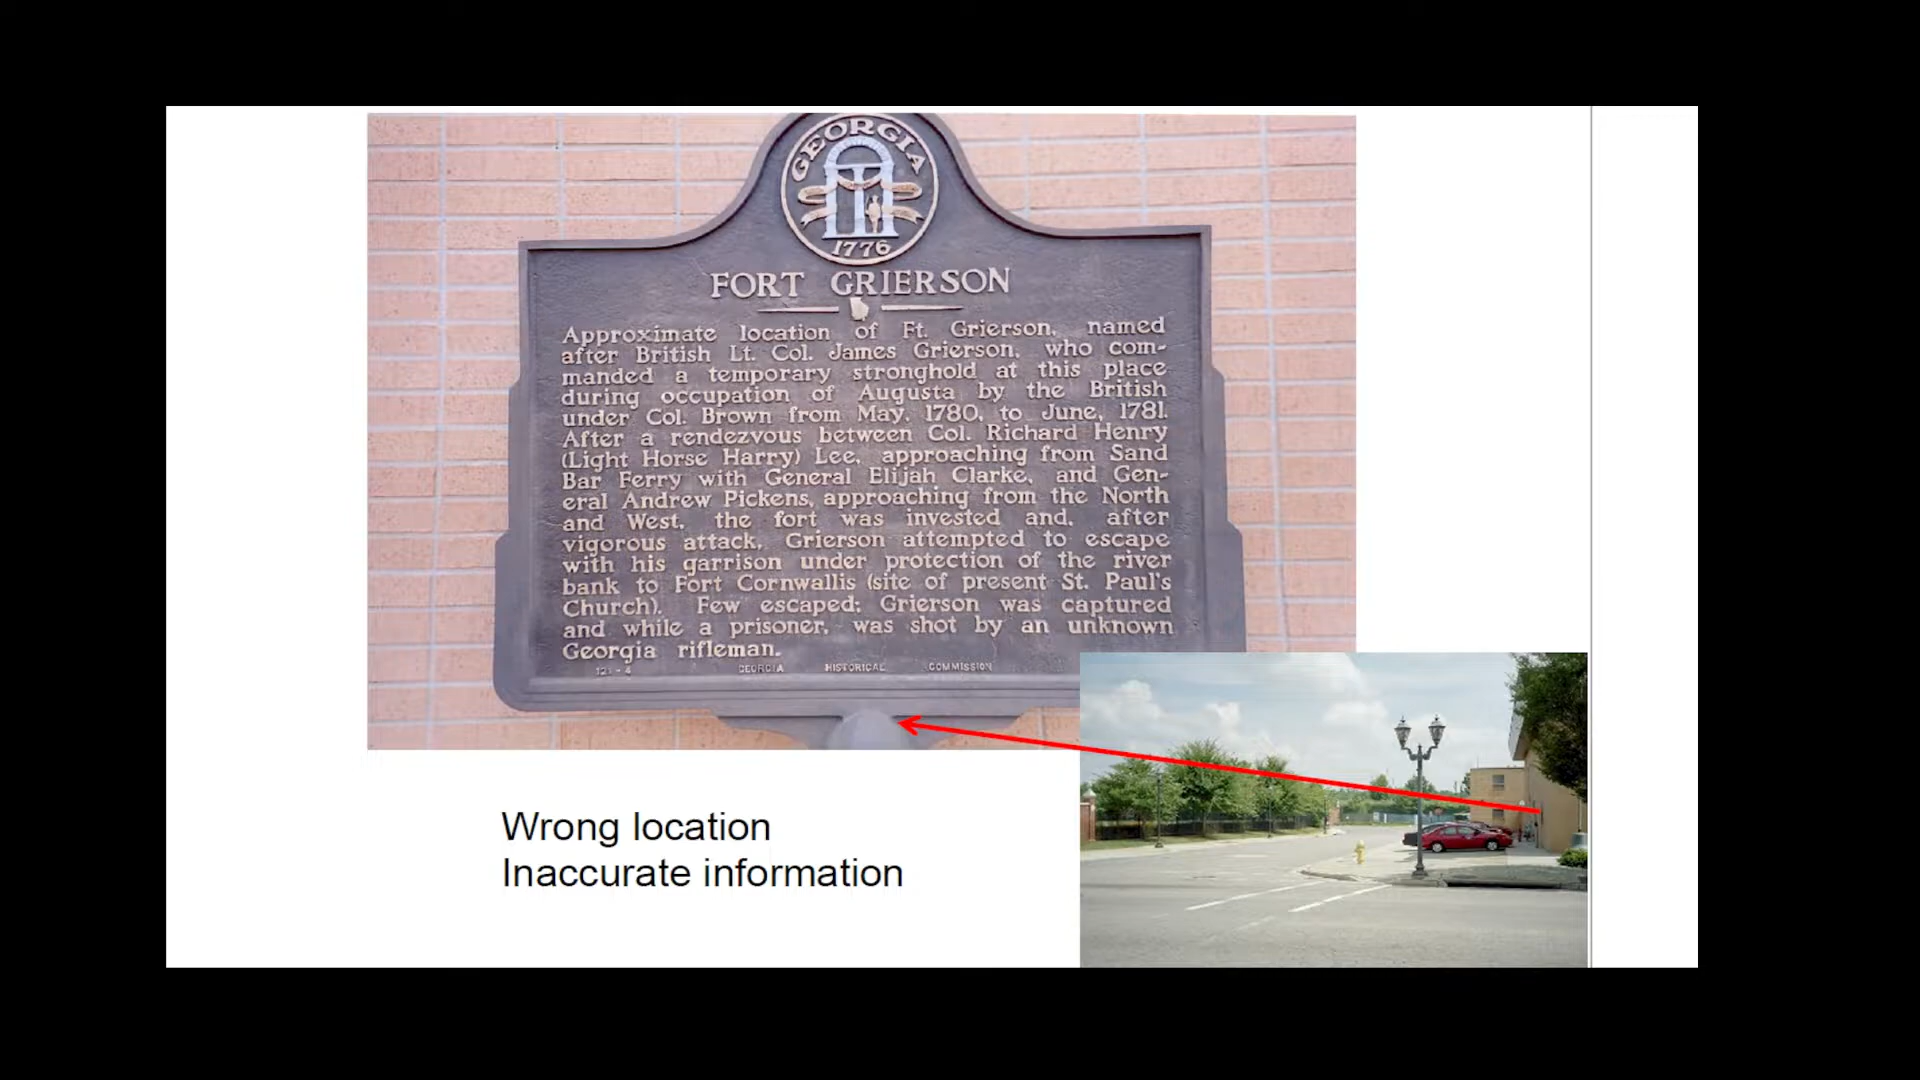 GEORGIA
1776
FORT GRIERSON
Approximate location of Ft. Grierson, named
after British Lt. Col. James Grierson, who com-
manded a temporary stronghold at this place
during occupation of Augusta by the British
under Col. Brown from May, 1780, to June, 1781.
After a rendezvous between Col. Richard Henry
(Light Horse Harry) Lee, approaching from Sand
Bar Ferry with General Elijah Clarke, and Gen-
eral Andrew Pickens, approaching from the North
and West, the fort was invested and, after
vigorous attack, Grierson attempted to escape
with his garrison under protection of the river
bank to Fort Cornwallis (site of present St. Paul's
Church). Few escaped; Grierson was captured
and while a prisoner, was shot by an unknown
Georgia rifleman.
121-4 GEORGIA HISTORICAL COMMISSION
Wrong location
Inaccurate information